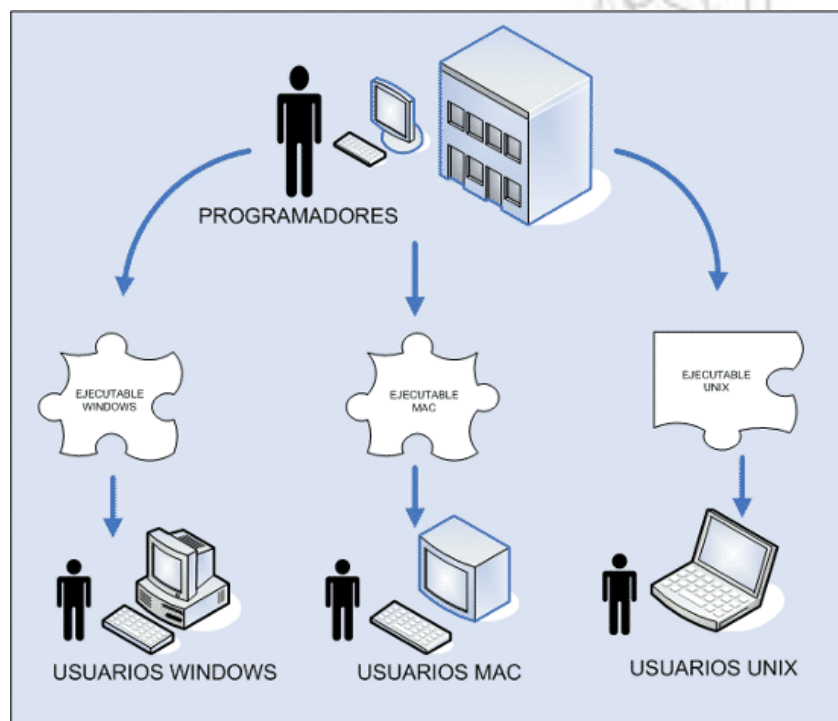 PROGRAMADORES
EJECUTABLE
WINDOWS
EJECUTABLE
MAC
EJECUTABLE
UNIX
USUARIOS WINDOWS
USUARIOS MAC
USUARIOS UNIX